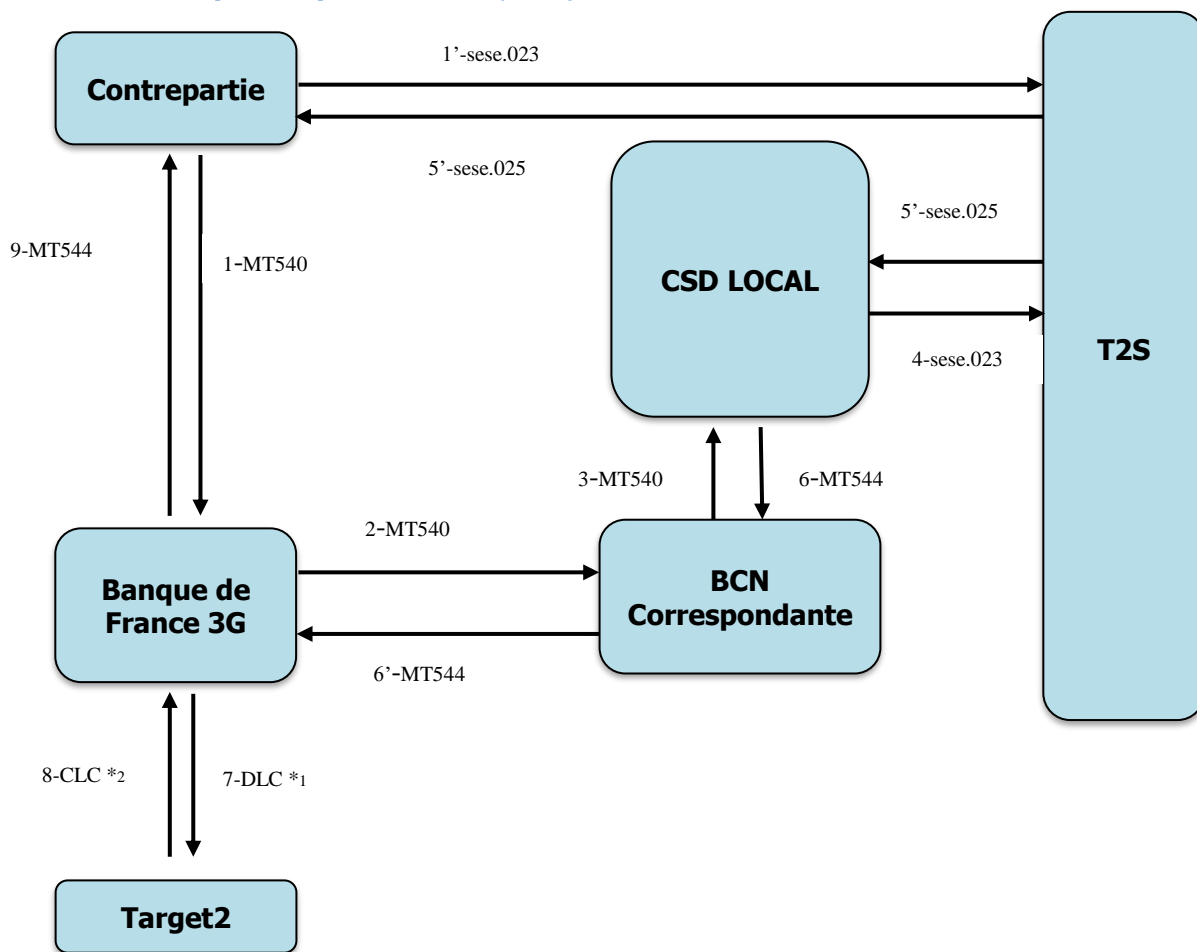 1’-sese.023
Contrepartie
5’-sese.025
5’-sese.025
9-MT544
1-MT540
CSD LOCAL
T2S
4-sese.023
3-MT540
6-MT544
2-MT540
Banque de
France 3G
BCN
Correspondante
6’-MT544
8-CLC *2
7-DLC *1
Target2